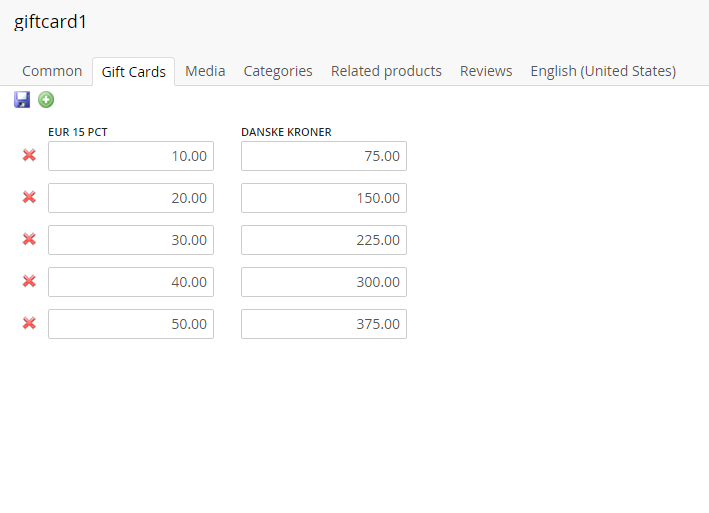 giftcard1
Common Gift Cards Media Categories Related products Reviews English (United States)
EUR 15 PCT DANSKE KRONER
10.00 75.00
20.00 150.00
30.00 225.00
40.00 300.00
50.00 375.00